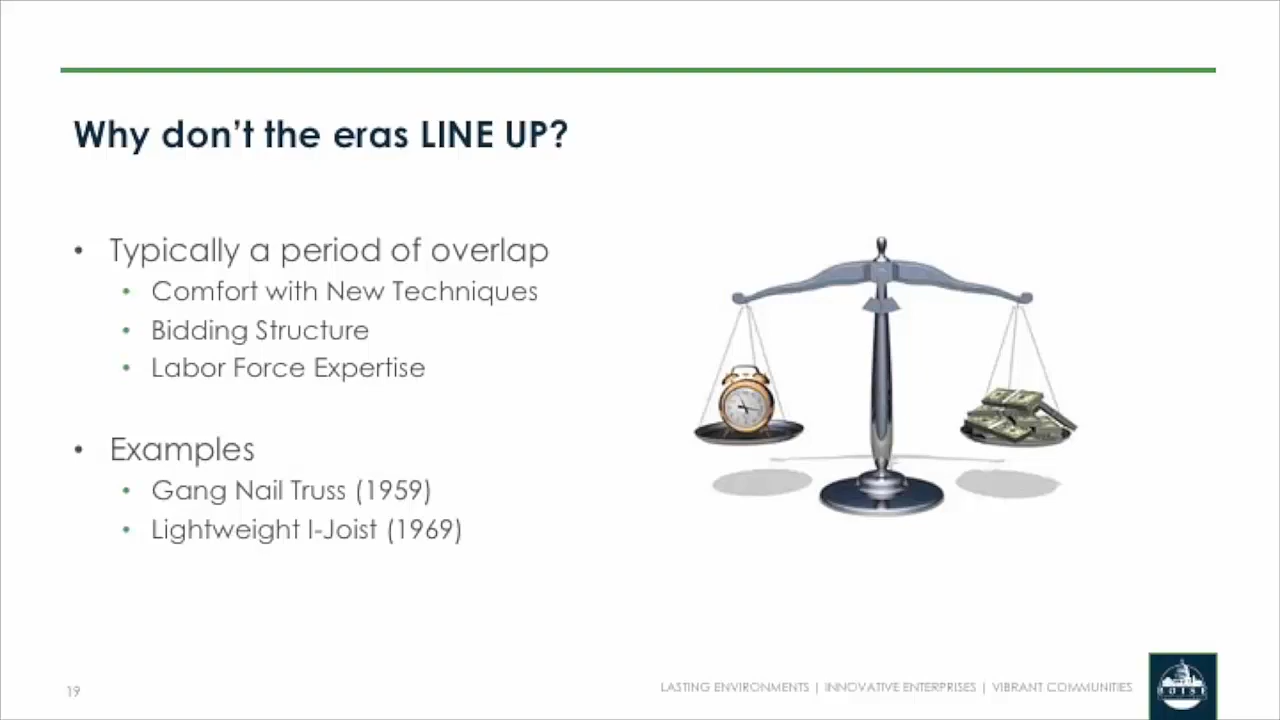 Why don't the eras LINE UP?
• Typically a period of overlap
• Comfort with New Techniques
• Bidding Structure
• Labor Force Expertise
• Examples
• Gang Nail Truss (1959)
• Lightweight I-Joist (1969)
19
LASTING ENVIRONMENTS | INNOVATIVE ENTERPRISES | VIBRANT COMMUNITIES
BOISE